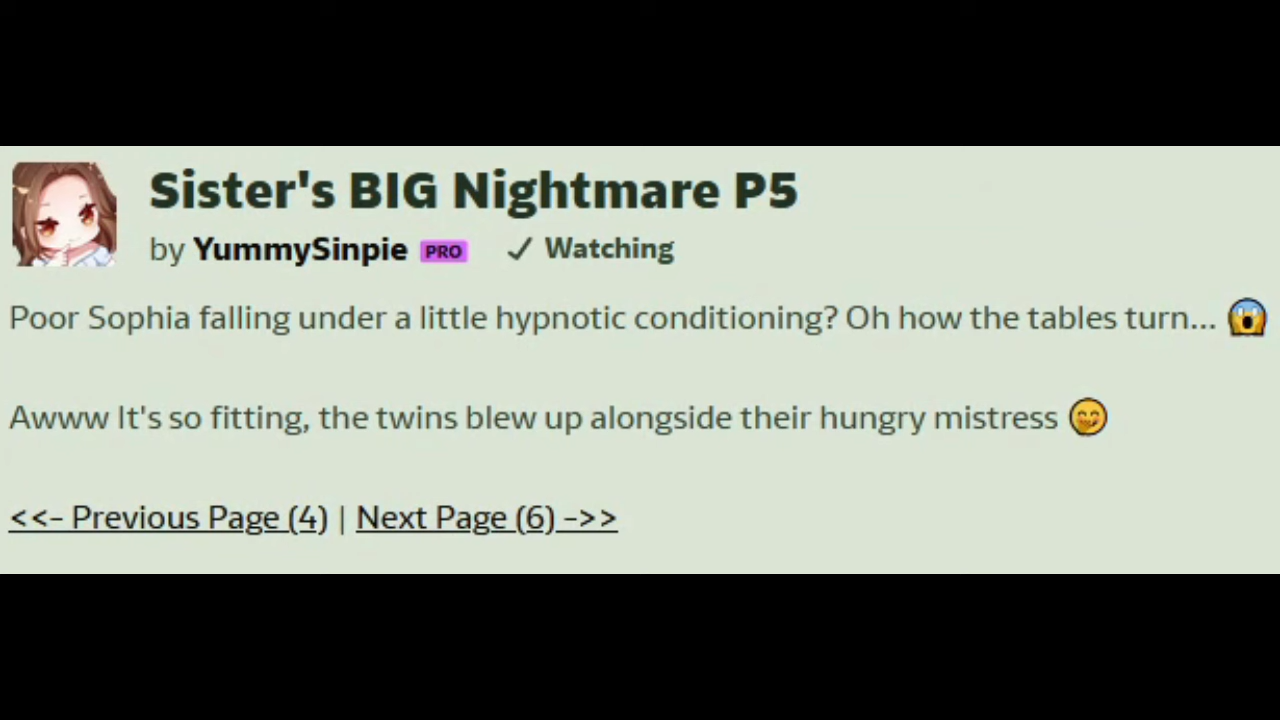 Sister's BIG Nightmare P5
by YummySinpie PRO ✓ Watching
Poor Sophia falling under a little hypnotic conditioning? Oh how the tables turn... 😱
Awww It's so fitting, the twins blew up alongside their hungry mistress 😋
<<- Previous Page (4) | Next Page (6) ->>